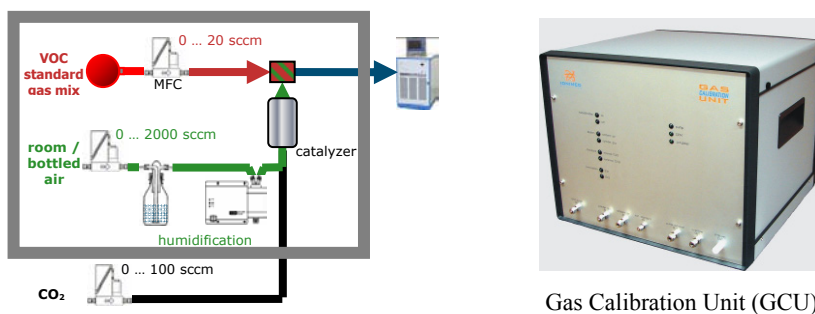 0 ... 20 sccm
VOC
standard
gas mix
MFC
0 ... 2000 sccm
room /
bottled
air
catalyzer
humidification
0 ... 100 sccm
CO₂
GAS
CALIBRATION
UNIT
Gas Calibration Unit (GCU)